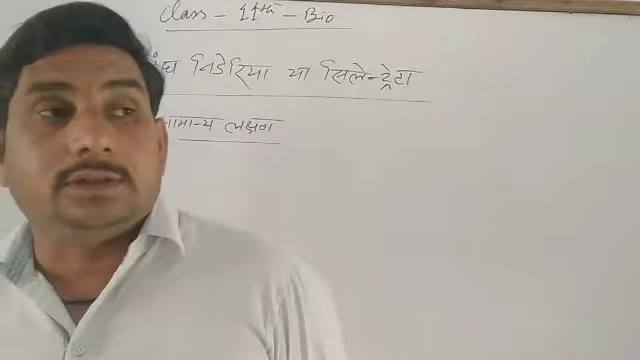 Class - 11th - Bio
संघ निडेरिया या सिलेन्ट्रेटा
सामान्य लक्षण